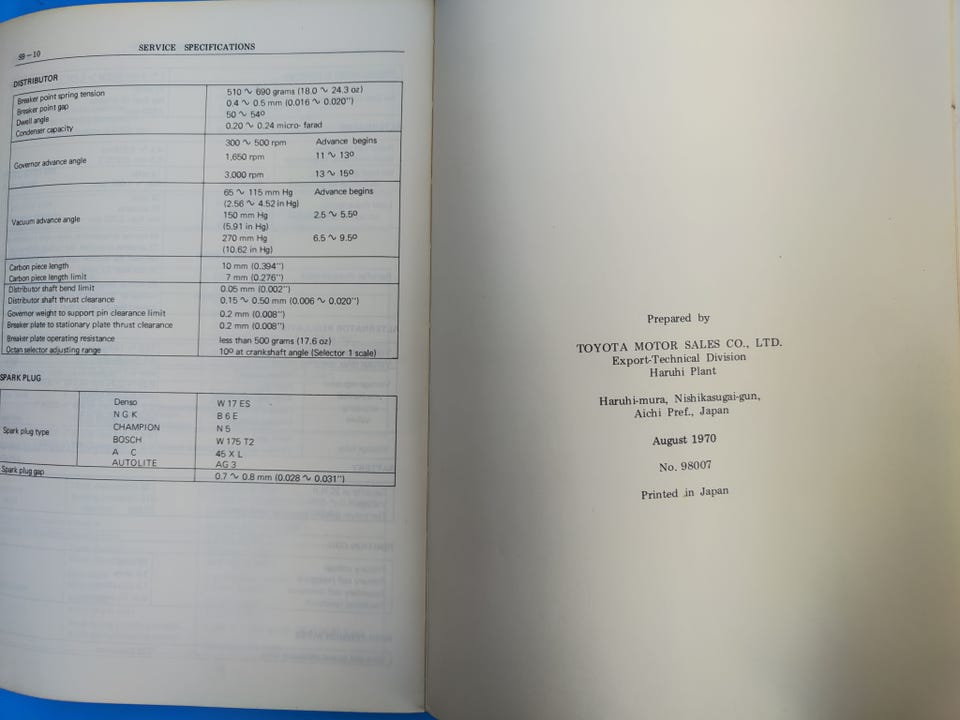 S9-10
SERVICE SPECIFICATIONS
DISTRIBUTOR
Breaker point spring tension 510 ~ 690 grams (18.0 ~ 24.3 oz)
Breaker point gap 0.4 ~ 0.5 mm (0.016 ~ 0.020")
Dwell angle 50 ~ 54°
Condenser capacity 0.20 ~ 0.24 micro- farad
Governor advance angle
300 ~ 500 rpm Advance begins
1,650 rpm 11 ~ 13°
3,000 rpm 13 ~ 15°
Vacuum advance angle
65 ~ 115 mm Hg Advance begins
(2.56 ~ 4.52 in Hg)
150 mm Hg 2.5 ~ 5.5°
(5.91 in Hg)
270 mm Hg 6.5 ~ 9.5°
(10.62 in Hg)
Carbon piece length 10 mm (0.394")
Carbon piece length limit 7 mm (0.276")
Distributor shaft bend limit 0.05 mm (0.002")
Distributor shaft thrust clearance 0.15 ~ 0.50 mm (0.006 ~ 0.020")
Governor weight to support pin clearance limit 0.2 mm (0.008")
Breaker plate to stationary plate thrust clearance 0.2 mm (0.008")
Breaker plate operating resistance less than 500 grams (17.6 oz)
Octan selector adjusting range 10° at crankshaft angle (Selector 1 scale)
SPARK PLUG
Spark plug type
Denso W 17 ES
N G K B 6 E
CHAMPION N 5
BOSCH W 175 T2
A C 45 X L
AUTOLITE AG 3
Spark plug gap 0.7 ~ 0.8 mm (0.028 ~ 0.031")
Prepared by
TOYOTA MOTOR SALES CO., LTD.
Export-Technical Division
Haruhi Plant
Haruhi-mura, Nishikasugai-gun,
Aichi Pref., Japan
August 1970
No. 98007
Printed in Japan